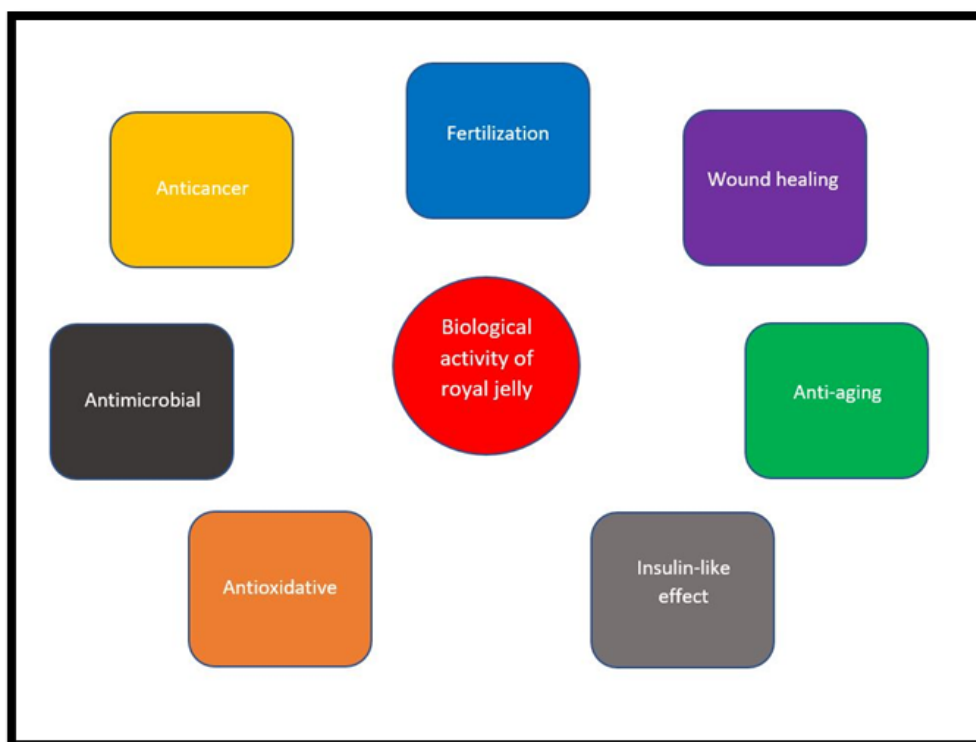 Fertilization
Anticancer
Wound healing
Biological
activity of
royal jelly
Antimicrobial
Anti-aging
Antioxidative
Insulin-like
effect